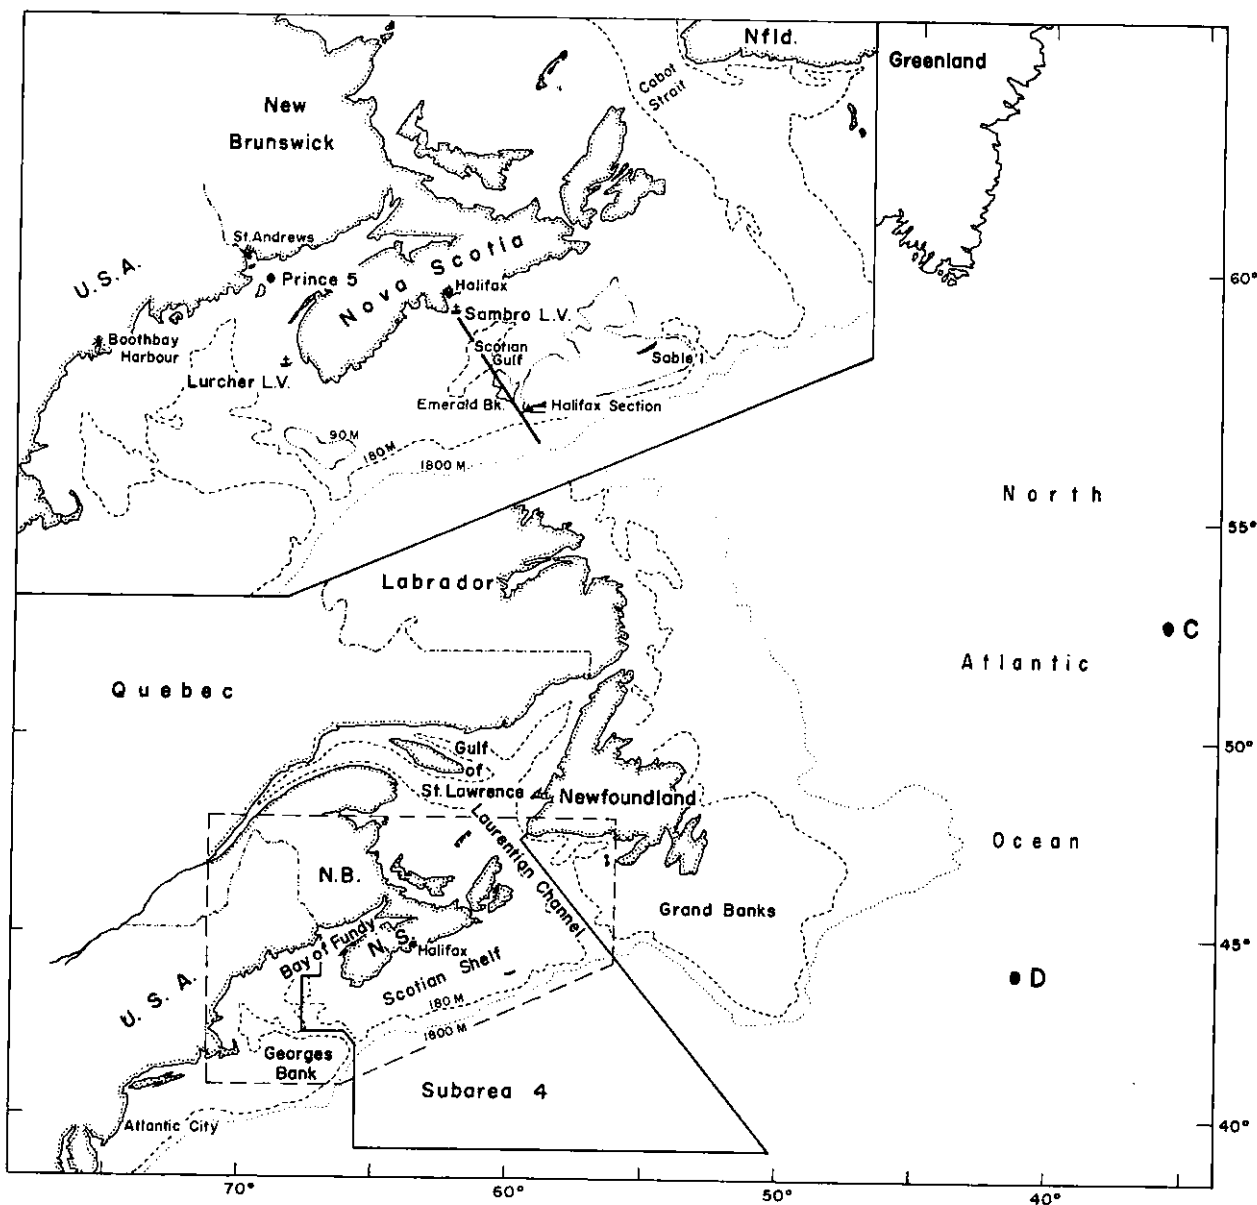 Nfld.
Greenland
Cabot
Strait
New
Brunswick
St. Andrews
U.S.A.
Prince 5
Nova Scotia
Halifax
Sambro L.V.
60°
Boothbay
Harbour
Scotian
Gulf
Sable I
Lurcher L.V.
Emerald Bk.
Halifax Section
90 M
180 M
1800 M
North
55°
Labrador
C
Atlantic
Quebec
Gulf
of
St. Lawrence
50°
Newfoundland
Laurentian Channel
Ocean
N.B.
Grand Banks
Bay of Fundy
N.S.
Halifax
45°
Scotian Shelf
D
U.S.A.
180 M
1800 M
Georges
Bank
Subarea 4
Atlantic City
40°
70°
60°
50°
40°